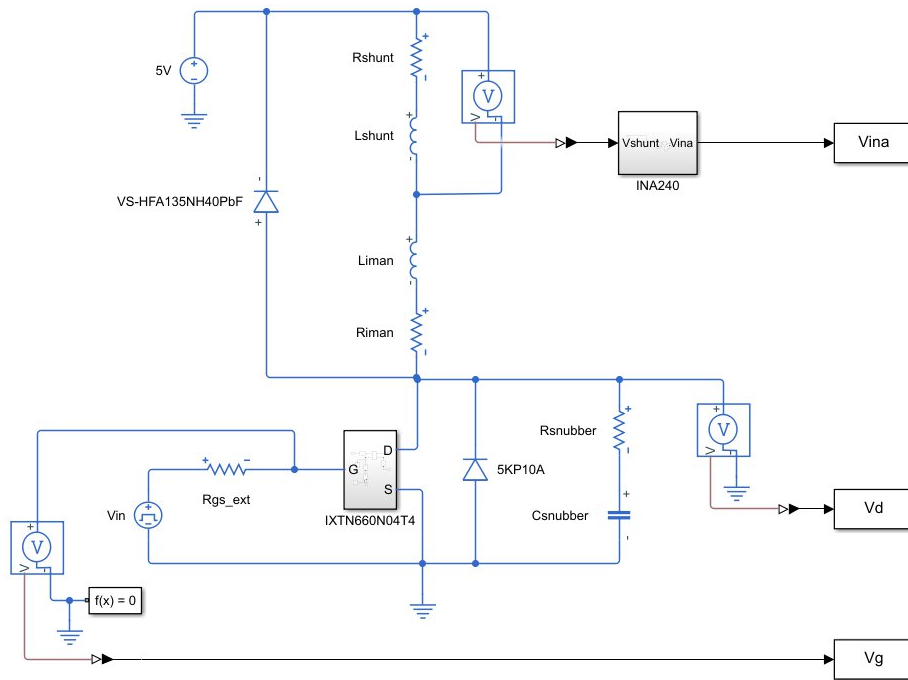 Rshunt
5V
V
Lshunt
Vshunt Vina
Vina
INA240
VS-HFA135NH40PbF
Liman
Riman
Rsnubber
V
D
G
S
5KP10A
Rgs_ext
IXTN660N04T4
Vin
Csnubber
Vd
V
f(x) = 0
Vg